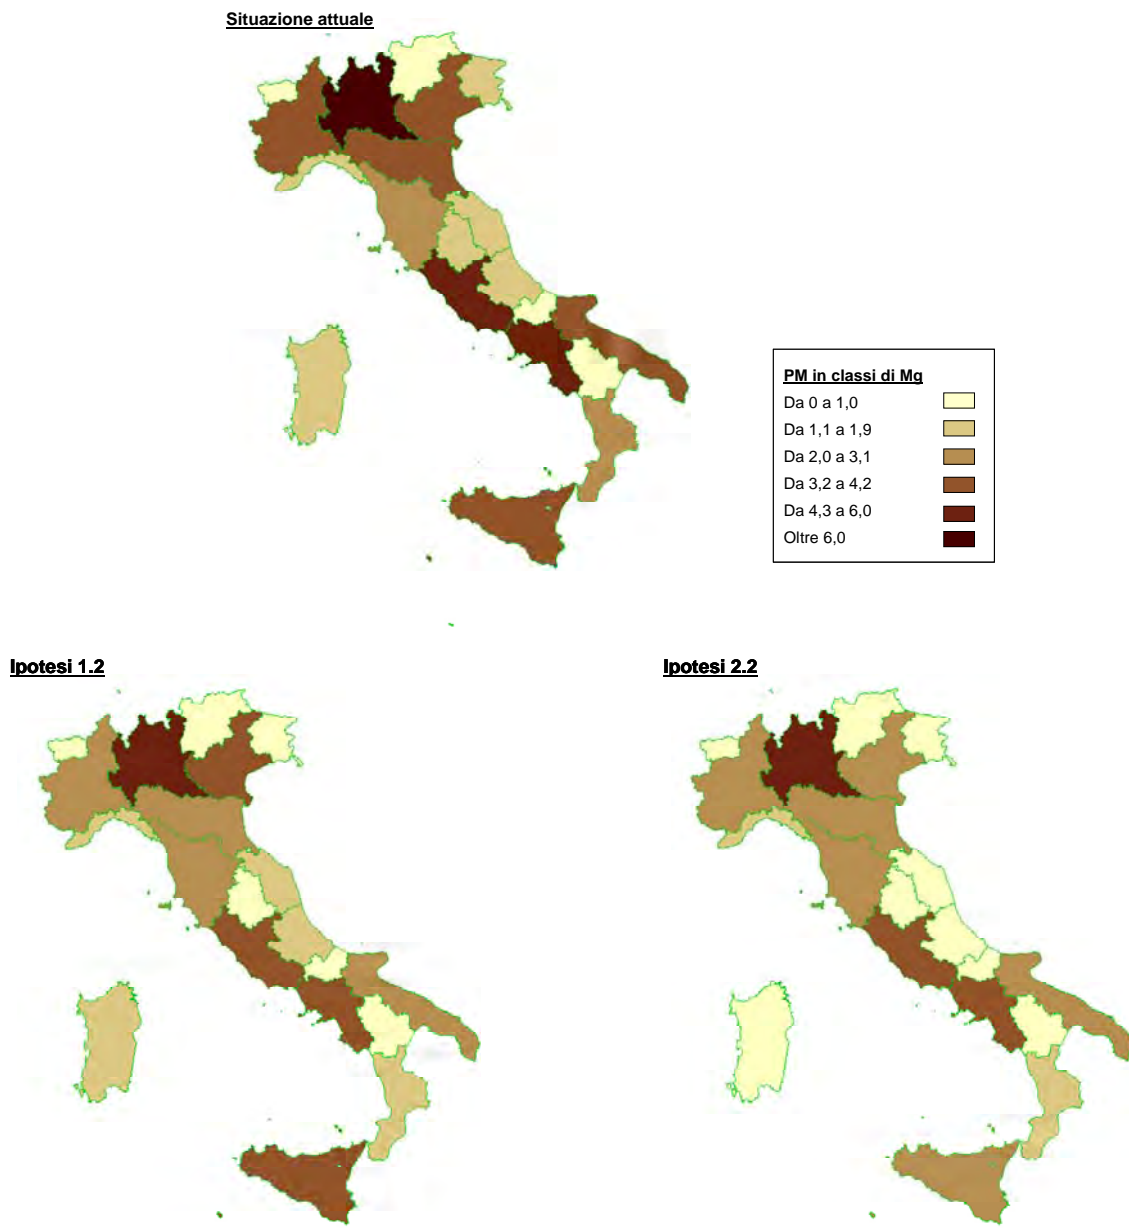 Situazione attuale
PM in classi di Mg
Da 0 a 1,0
Da 1,1 a 1,9
Da 2,0 a 3,1
Da 3,2 a 4,2
Da 4,3 a 6,0
Oltre 6,0
Ipotesi 1.2
Ipotesi 2.2